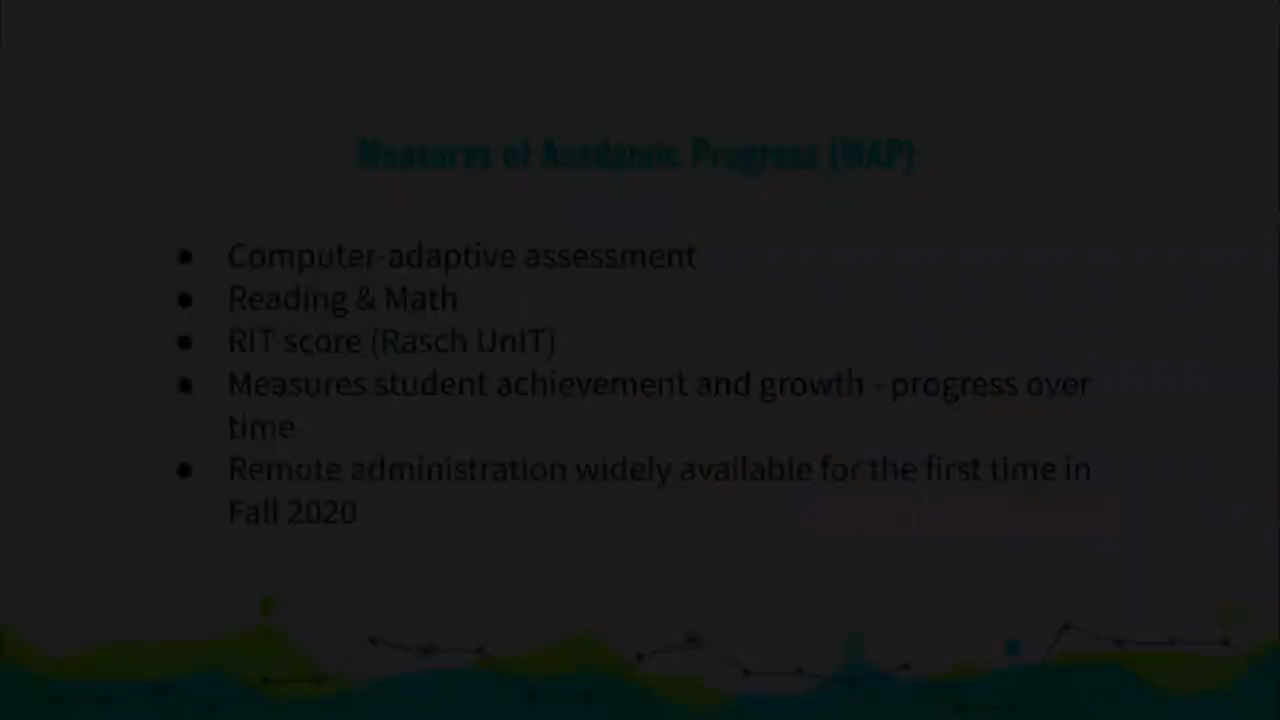 Measures of Academic Progress (MAP)
● Computer-adaptive assessment
● Reading & Math
● RIT score (Rasch UnIT)
● Measures student achievement and growth - progress over
time
● Remote administration widely available for the first time in
Fall 2020